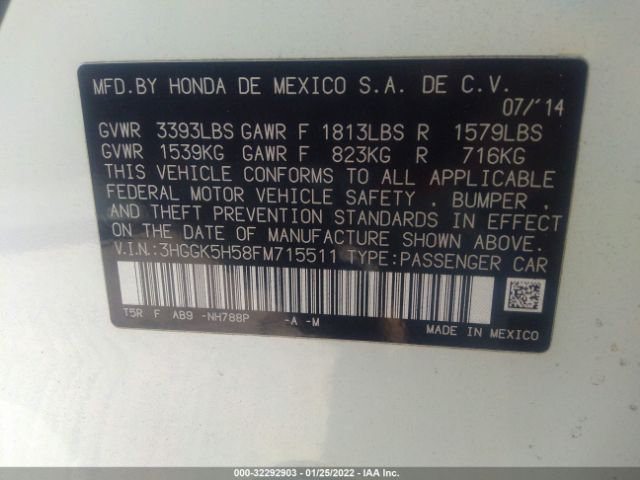 MFD.BY HONDA DE MEXICO S.A. DE C.V.
07/'14
GVWR 3393LBS GAWR F 1813LBS R 1579LBS
GVWR 1539KG GAWR F 823KG R 716KG
THIS VEHICLE CONFORMS TO ALL APPLICABLE
FEDERAL MOTOR VEHICLE SAFETY , BUMPER ,
AND THEFT PREVENTION STANDARDS IN EFFECT
ON THE DATE OF MANUFACTURE SHOWN ABOVE.
V.I.N.:3HGGK5H58FM715511 TYPE:PASSENGER CAR
T5R F AB9 -NH788P -A -M
MADE IN MEXICO
000-32292903 - 01/25/2022 - IAA Inc.